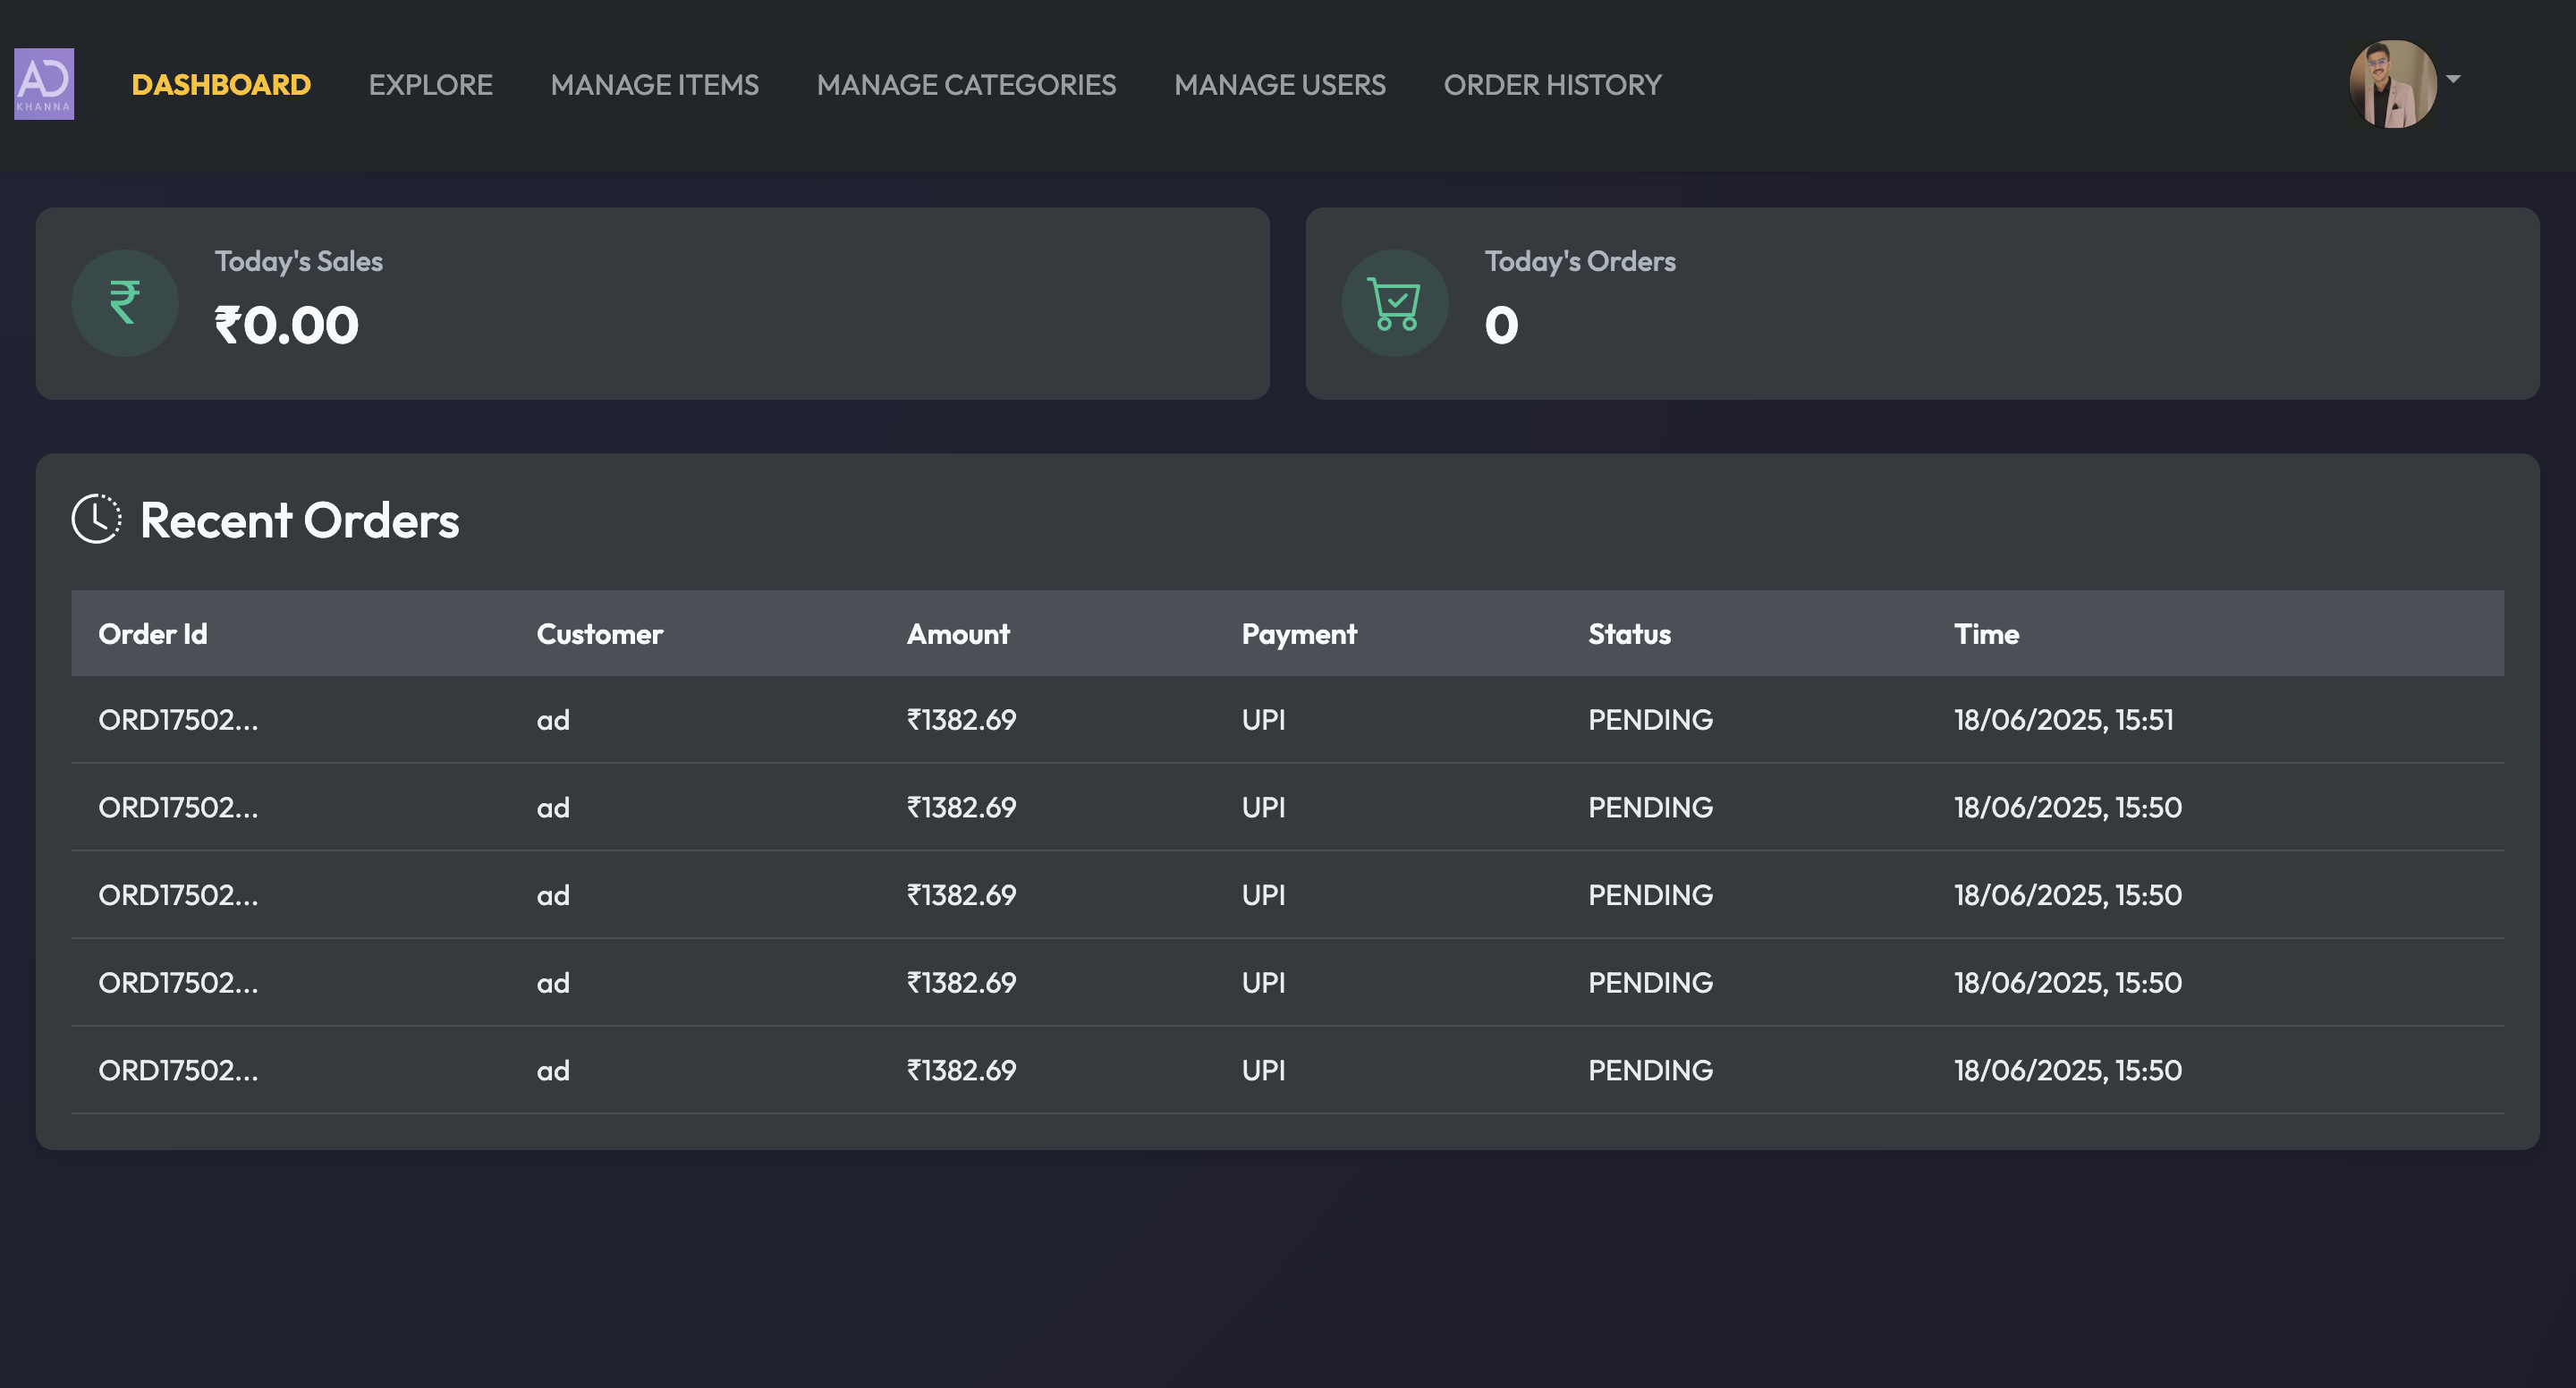 AD
KHANNA
DASHBOARD EXPLORE MANAGE ITEMS MANAGE CATEGORIES MANAGE USERS ORDER HISTORY
Today's Sales
₹0.00
Today's Orders
0
Recent Orders
Order Id Customer Amount Payment Status Time
ORD17502... ad ₹1382.69 UPI PENDING 18/06/2025, 15:51
ORD17502... ad ₹1382.69 UPI PENDING 18/06/2025, 15:50
ORD17502... ad ₹1382.69 UPI PENDING 18/06/2025, 15:50
ORD17502... ad ₹1382.69 UPI PENDING 18/06/2025, 15:50
ORD17502... ad ₹1382.69 UPI PENDING 18/06/2025, 15:50